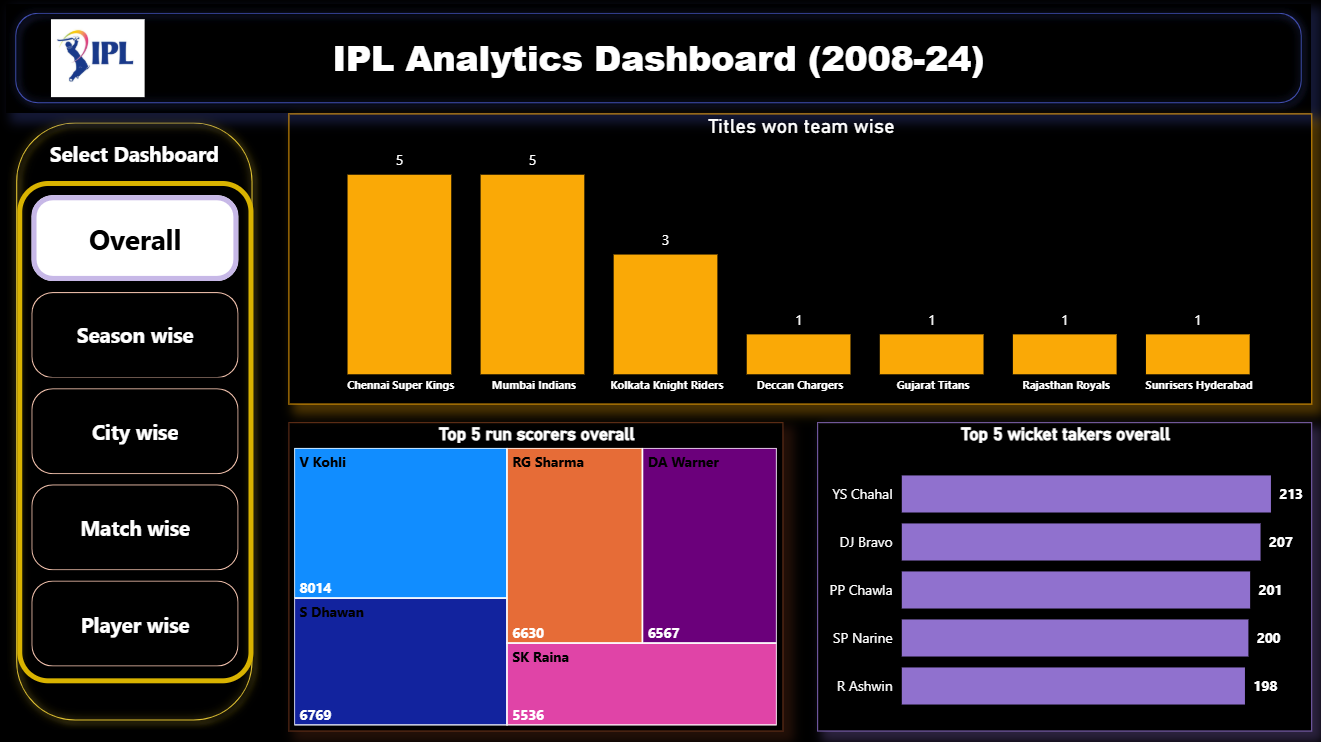 IPL
IPL Analytics Dashboard (2008-24)
Select Dashboard
Overall
Season wise
City wise
Match wise
Player wise
Titles won team wise
5
5
3
1
1
1
1
Chennai Super Kings
Mumbai Indians
Kolkata Knight Riders
Deccan Chargers
Gujarat Titans
Rajasthan Royals
Sunrisers Hyderabad
Top 5 run scorers overall
V Kohli
8014
S Dhawan
6769
RG Sharma
6630
DA Warner
6567
SK Raina
5536
Top 5 wicket takers overall
YS Chahal 213
DJ Bravo 207
PP Chawla 201
SP Narine 200
R Ashwin 198